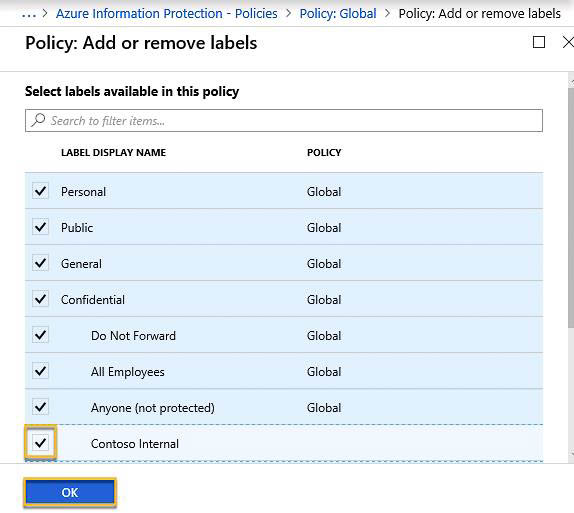 ... > Azure Information Protection - Policies > Policy: Global > Policy: Add or remove labels
Policy: Add or remove labels
Select labels available in this policy
Search to filter items...
LABEL DISPLAY NAME POLICY
Personal Global
Public Global
General Global
Confidential Global
Do Not Forward Global
All Employees Global
Anyone (not protected) Global
Contoso Internal
OK